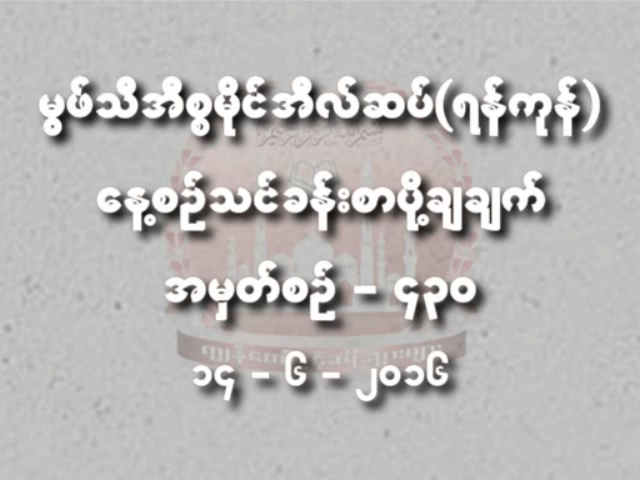 မွဖ်သီအိစ္စမိုင်အိလ်ဆပ်(ရန်ကုန်)
နေ့စဉ်သင်ခန်းစာပို့ချချက်
အမှတ်စဉ် - ၄၃၀
၁၄ - ၆ - ၂၀၁၆